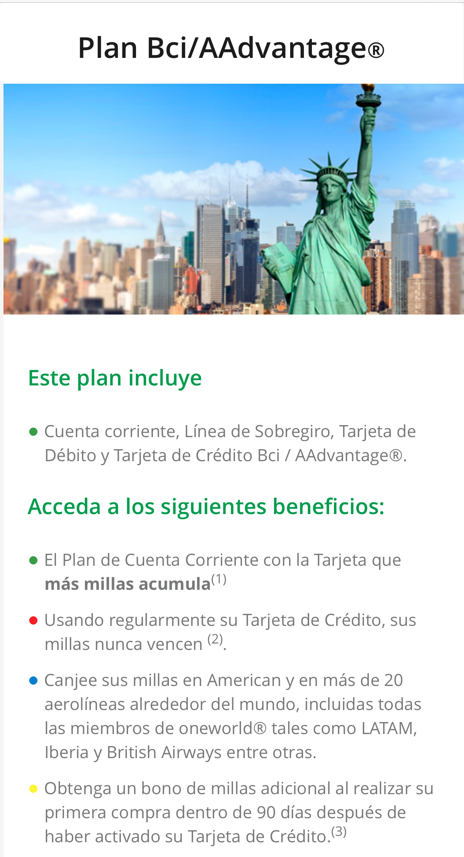 Plan Bci/AAdvantage®
Este plan incluye
● Cuenta corriente, Línea de Sobregiro, Tarjeta de
Débito y Tarjeta de Crédito Bci / AAdvantage®.
Acceda a los siguientes beneficios:
● El Plan de Cuenta Corriente con la Tarjeta que
más millas acumula(1)
● Usando regularmente su Tarjeta de Crédito, sus
millas nunca vencen (2).
● Canjee sus millas en American y en más de 20
aerolíneas alrededor del mundo, incluidas todas
las miembros de oneworld® tales como LATAM,
Iberia y British Airways entre otras.
● Obtenga un bono de millas adicional al realizar su
primera compra dentro de 90 días después de
haber activado su Tarjeta de Crédito.(3)